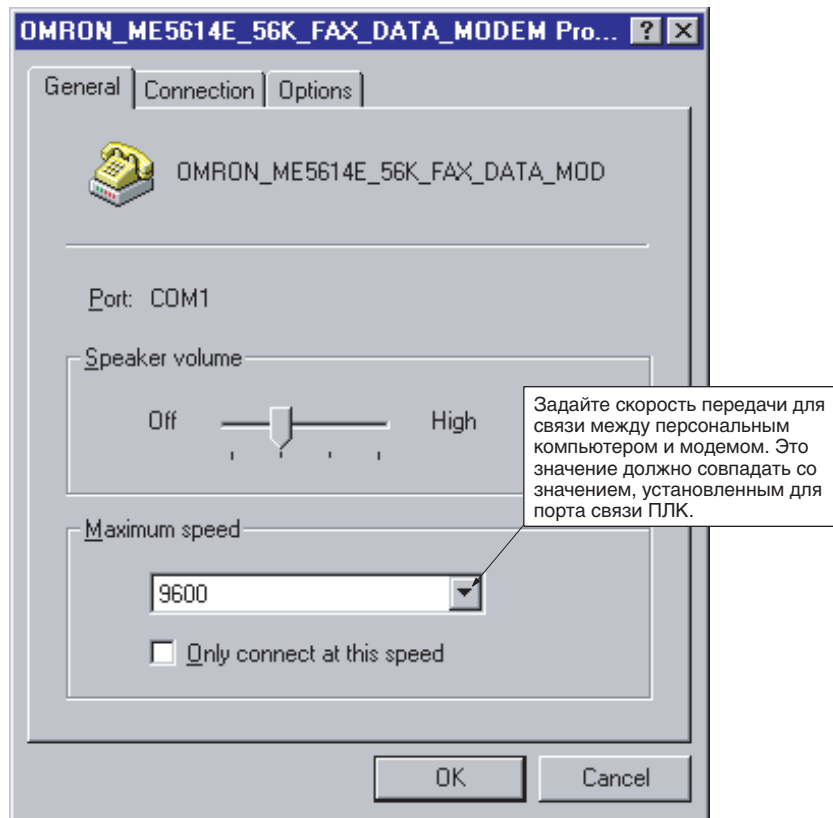 OMRON_ME5614E_56K_FAX_DATA_MODEM Pro...
General
Connection
Options
OMRON_ME5614E_56K_FAX_DATA_MOD
Port: COM1
Speaker volume
Off
High
Задайте скорость передачи для
связи между персональным
компьютером и модемом. Это
значение должно совпадать со
значением, установленным для
порта связи ПЛК.
Maximum speed
9600
Only connect at this speed
OK
Cancel